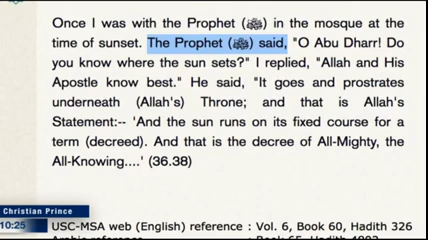 Once I was with the Prophet (ﷺ) in the mosque at the
time of sunset. The Prophet (ﷺ) said, "O Abu Dharr! Do
you know where the sun sets?" I replied, "Allah and His
Apostle know best." He said, "It goes and prostrates
underneath (Allah's) Throne; and that is Allah's
Statement:-- 'And the sun runs on its fixed course for a
term (decreed). And that is the decree of All-Mighty, the
All-Knowing....' (36.38)
Christian Prince
10:25
USC-MSA web (English) reference : Vol. 6, Book 60, Hadith 326